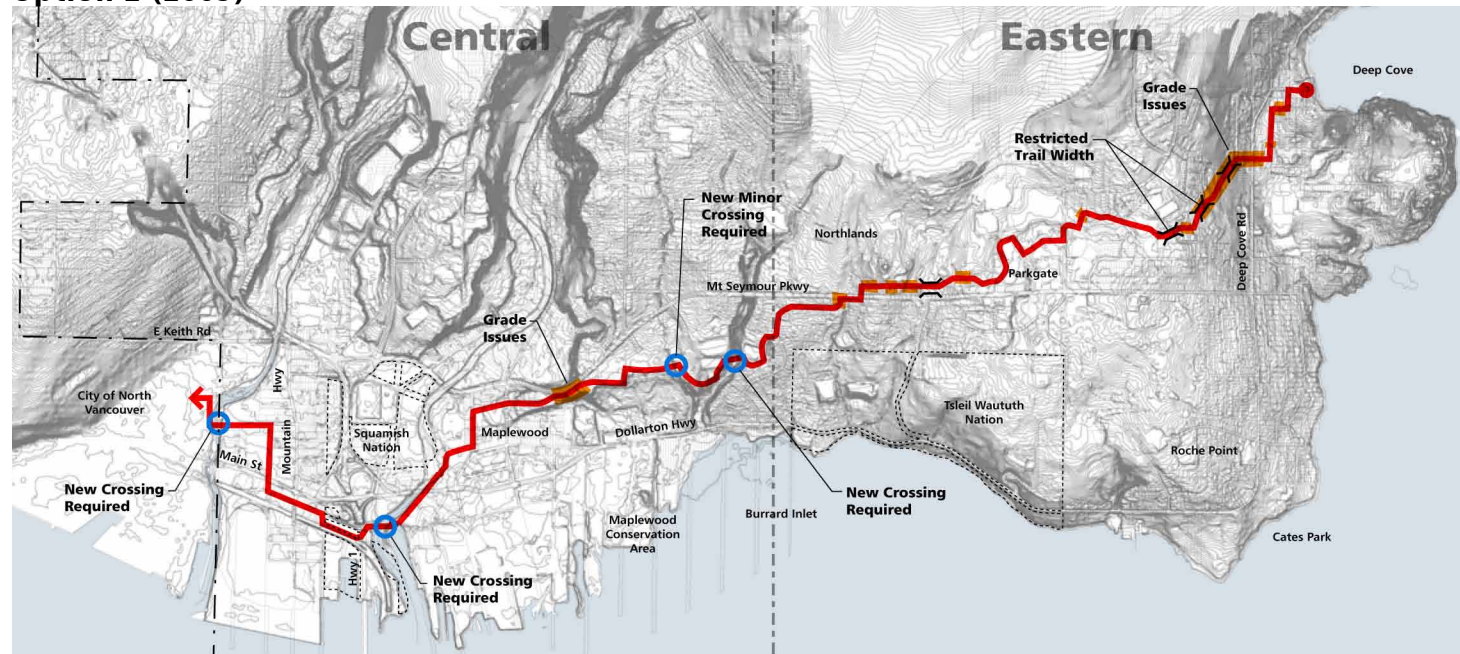 Central
Eastern
Deep Cove
Grade
Issues
Restricted
Trail Width
New Minor
Crossing
Required
Northlands
Deep Cove Rd
Parkgate
Mt Seymour Pkwy
E Keith Rd
Grade
Issues
City of North
Vancouver
Hwy
Mountain
Squamish
Nation
Maplewood
Dollarton Hwy
Tsleil Waututh
Nation
Main St
Roche Point
New Crossing
Required
New Crossing
Required
Burrard Inlet
Maplewood
Conservation
Area
Cates Park
Hwy 1
New Crossing
Required